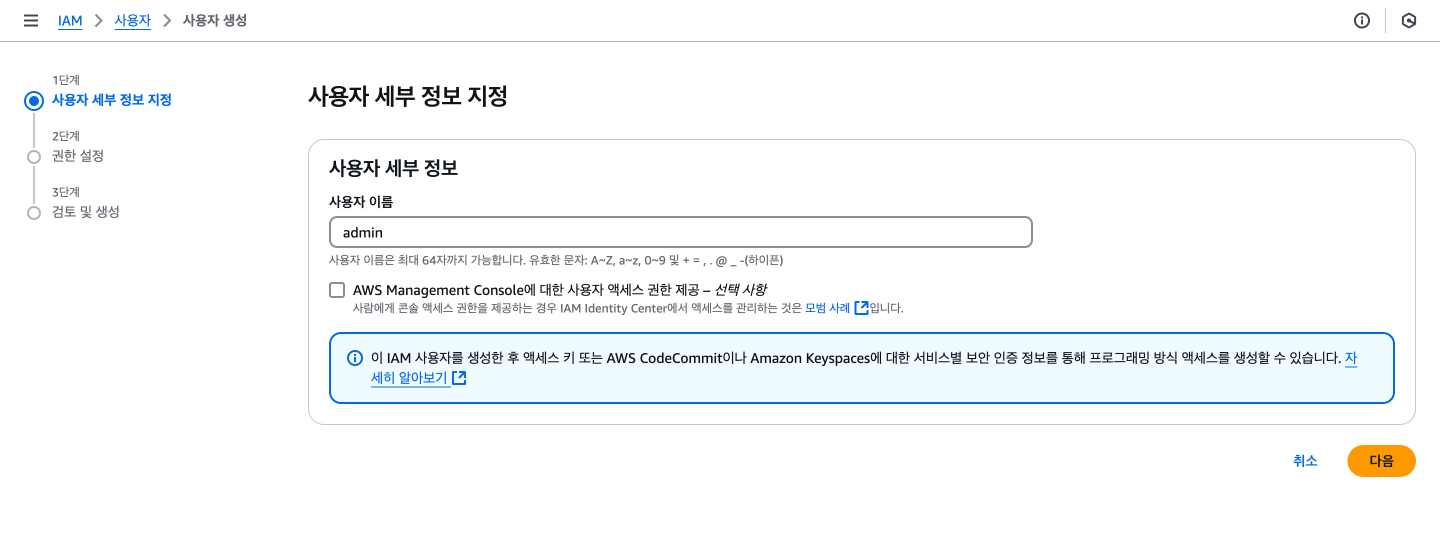 IAM > 사용자 > 사용자 생성
1단계
사용자 세부 정보 지정
2단계
권한 설정
3단계
검토 및 생성
사용자 세부 정보 지정
사용자 세부 정보
사용자 이름
admin
사용자 이름은 최대 64자까지 가능합니다. 유효한 문자: A~Z, a~z, 0~9 및 + = , . @ _ -(하이픈)
AWS Management Console에 대한 사용자 액세스 권한 제공 – 선택 사항
사람에게 콘솔 액세스 권한을 제공하는 경우 IAM Identity Center에서 액세스를 관리하는 것은 모범 사례 입니다.
이 IAM 사용자를 생성한 후 액세스 키 또는 AWS CodeCommit이나 Amazon Keyspaces에 대한 서비스별 보안 인증 정보를 통해 프로그래밍 방식 액세스를 생성할 수 있습니다. 자
세히 알아보기
취소
다음